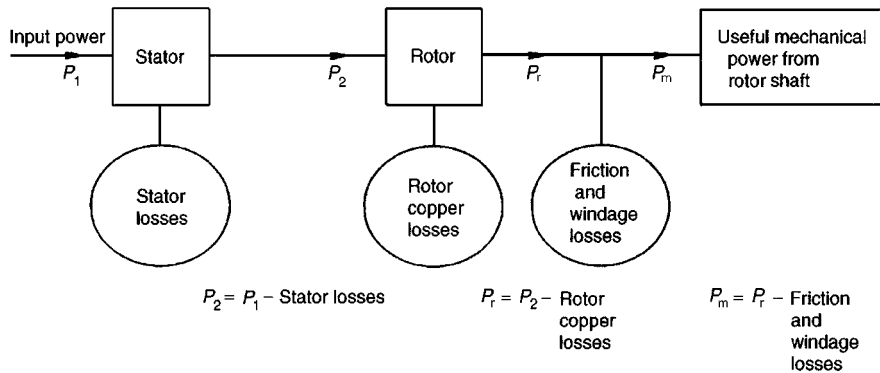 Input power
P1
Stator
P2
Rotor
Pr
Pm
Useful mechanical
power from
rotor shaft
Stator
losses
Rotor
copper
losses
Friction
and
windage
losses
P2 = P1 – Stator losses
Pr = P2 – Rotor
copper
losses
Pm = Pr – Friction
and
windage
losses